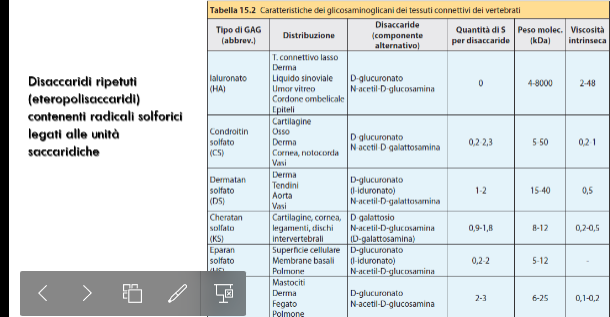 Tabella 15.2 Caratteristiche dei glicosaminoglicani dei tessuti connettivi dei vertebrati
Disaccaridi ripetuti
(eteropolisaccaridi)
contenenti radicali solforici
legati alle unità
saccaridiche
Tipo di GAG
(abbrev.)
Distribuzione
Disaccaride
(componente
alternativo)
Quantità di S
per disaccaride
Peso molec.
(kDa)
Viscosità
intrinseca
Ialuronato
(HA)
T. connettivo lasso
Derma
Liquido sinoviale
Umor vitreo
Cordone ombelicale
Epiteli
D-glucuronato
N-acetil-D-glucosamina
0
4-8000
2-48
Condroitin
solfato
(CS)
Cartilagine
Osso
Derma
Cornea, notocorda
Vasi
D-glucuronato
N-acetil-D-galattosamina
0,2-2,3
5-50
0,2-1
Dermatan
solfato
(DS)
Derma
Tendini
Aorta
Vasi
D-glucuronato
(l-iduronato)
N-acetil-D-galattosamina
1-2
15-40
0,5
Cheratan
solfato
(KS)
Cartilagine, cornea,
legamenti, dischi
intervertebrali
D-galattosio
N-acetil-D-glucosamina
(D-galattosamina)
0,9-1,8
8-12
0,2-0,5
Eparan
solfato
(HS)
Superficie cellulare
Membrane basali
Polmone
D-glucuronato
(l-iduronato)
N-acetil-D-glucosamina
0,2-2
5-12
-
Mastociti
Derma
Fegato
Polmone
D-glucuronato
N-acetil-D-glucosamina
2-3
6-25
0,1-0,2